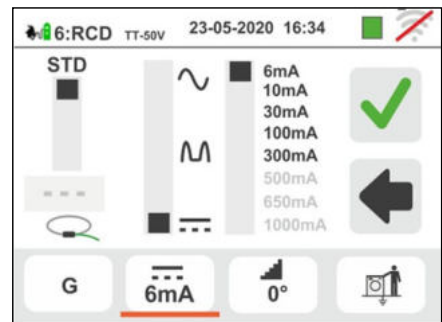 6:RCD TT-50V 23-05-2020 16:34
STD
6mA
10mA
30mA
100mA
300mA
500mA
650mA
1000mA
- - -
G
6mA
0°